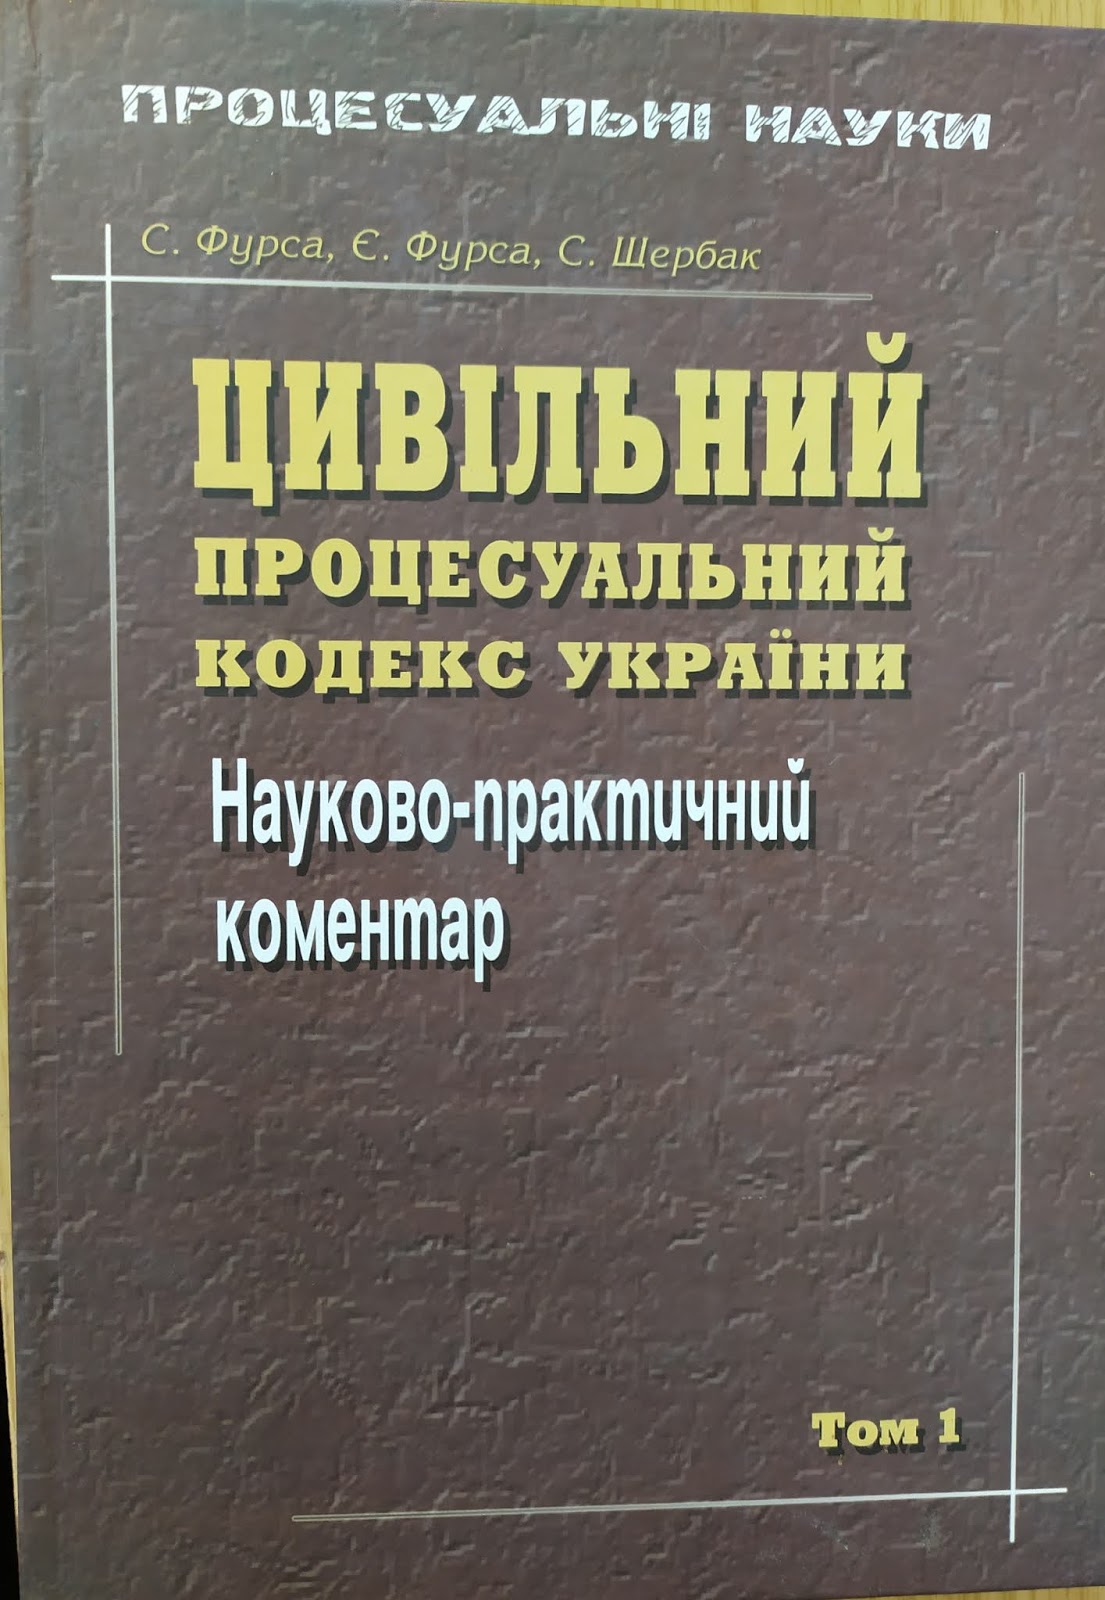 ПРОЦЕСУАЛЬНІ НАУКИ
С. Фурса, Є. Фурса, С. Щербак
ЦИВІЛЬНИЙ
ПРОЦЕСУАЛЬНИЙ
КОДЕКС УКРАЇНИ
Науково-практичний
коментар
Том 1